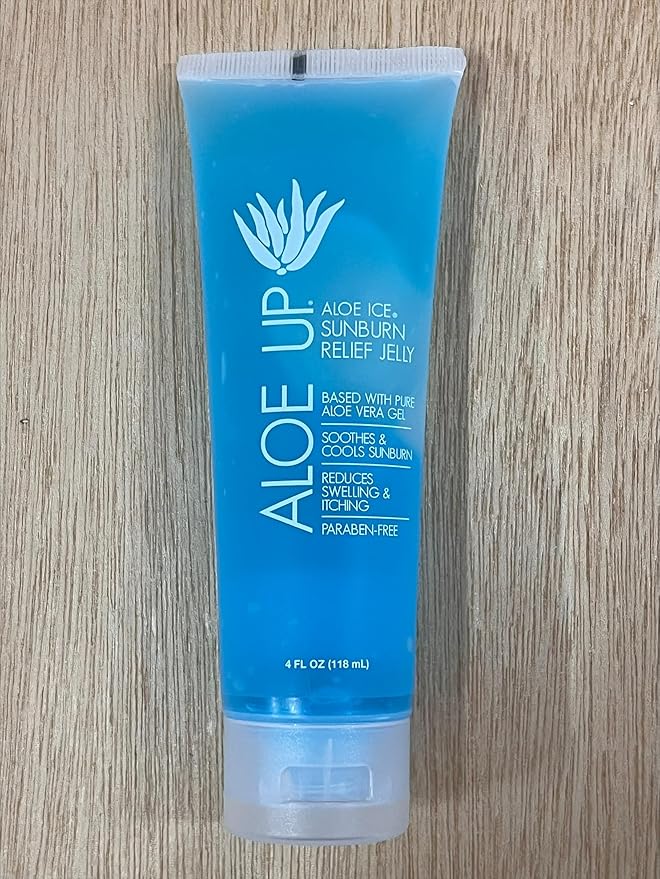 ALOE UP®
ALOE ICE®
SUNBURN
RELIEF JELLY
BASED WITH PURE
ALOE VERA GEL
SOOTHES &
COOLS SUNBURN
REDUCES
SWELLING &
ITCHING
PARABEN-FREE
4 FL OZ (118 mL)